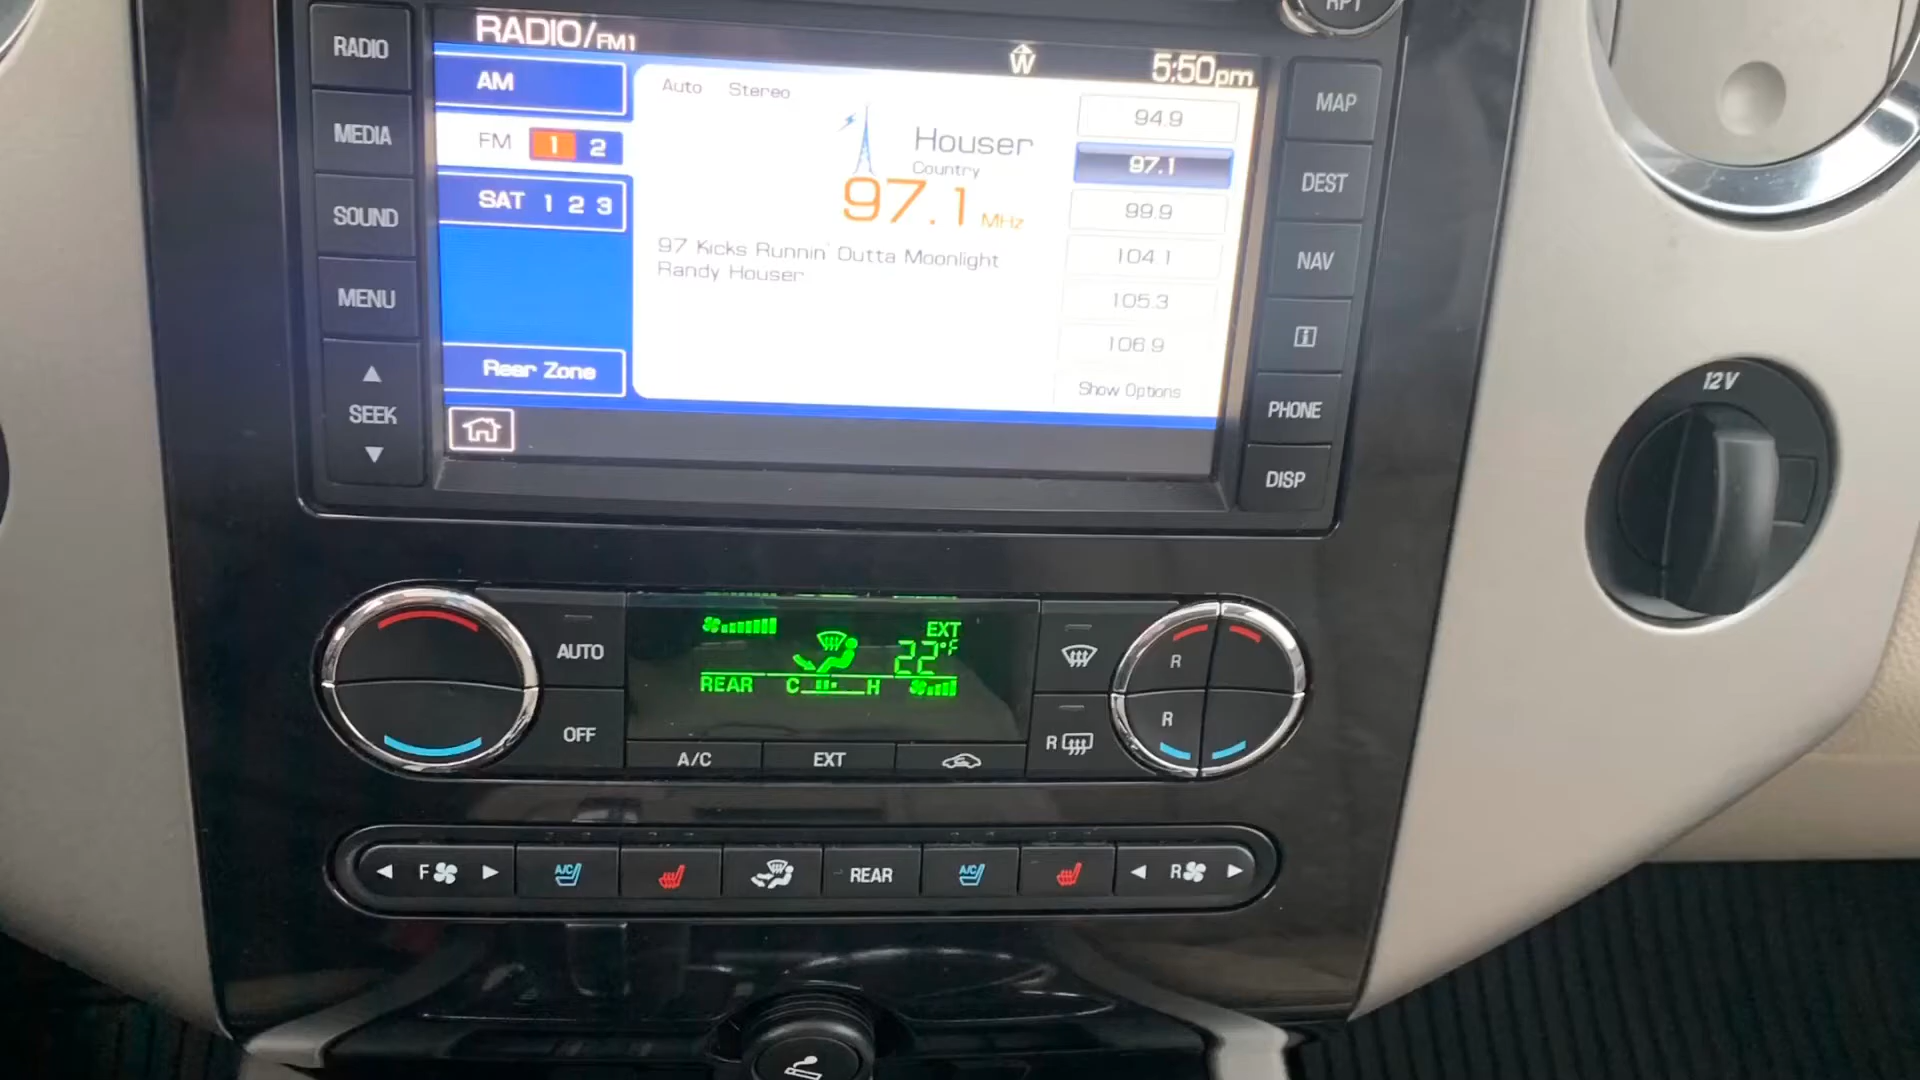 RPT
RADIO
RADIO/FM1
W
5:50pm
AM
Auto Stereo
94.9
MAP
MEDIA
FM 1 2
Houser
Country
97.1
97.1 MHz
DEST
SOUND
SAT 1 2 3
99.9
97 Kicks Runnin' Outta Moonlight
Randy Houser
104.1
NAV
MENU
105.3
106.9
Rear Zone
Show Options
PHONE
SEEK
DISP
12V
AUTO
EXT
22°F
R
REAR C H
OFF
R
R
A/C EXT
F A/C REAR A/C R